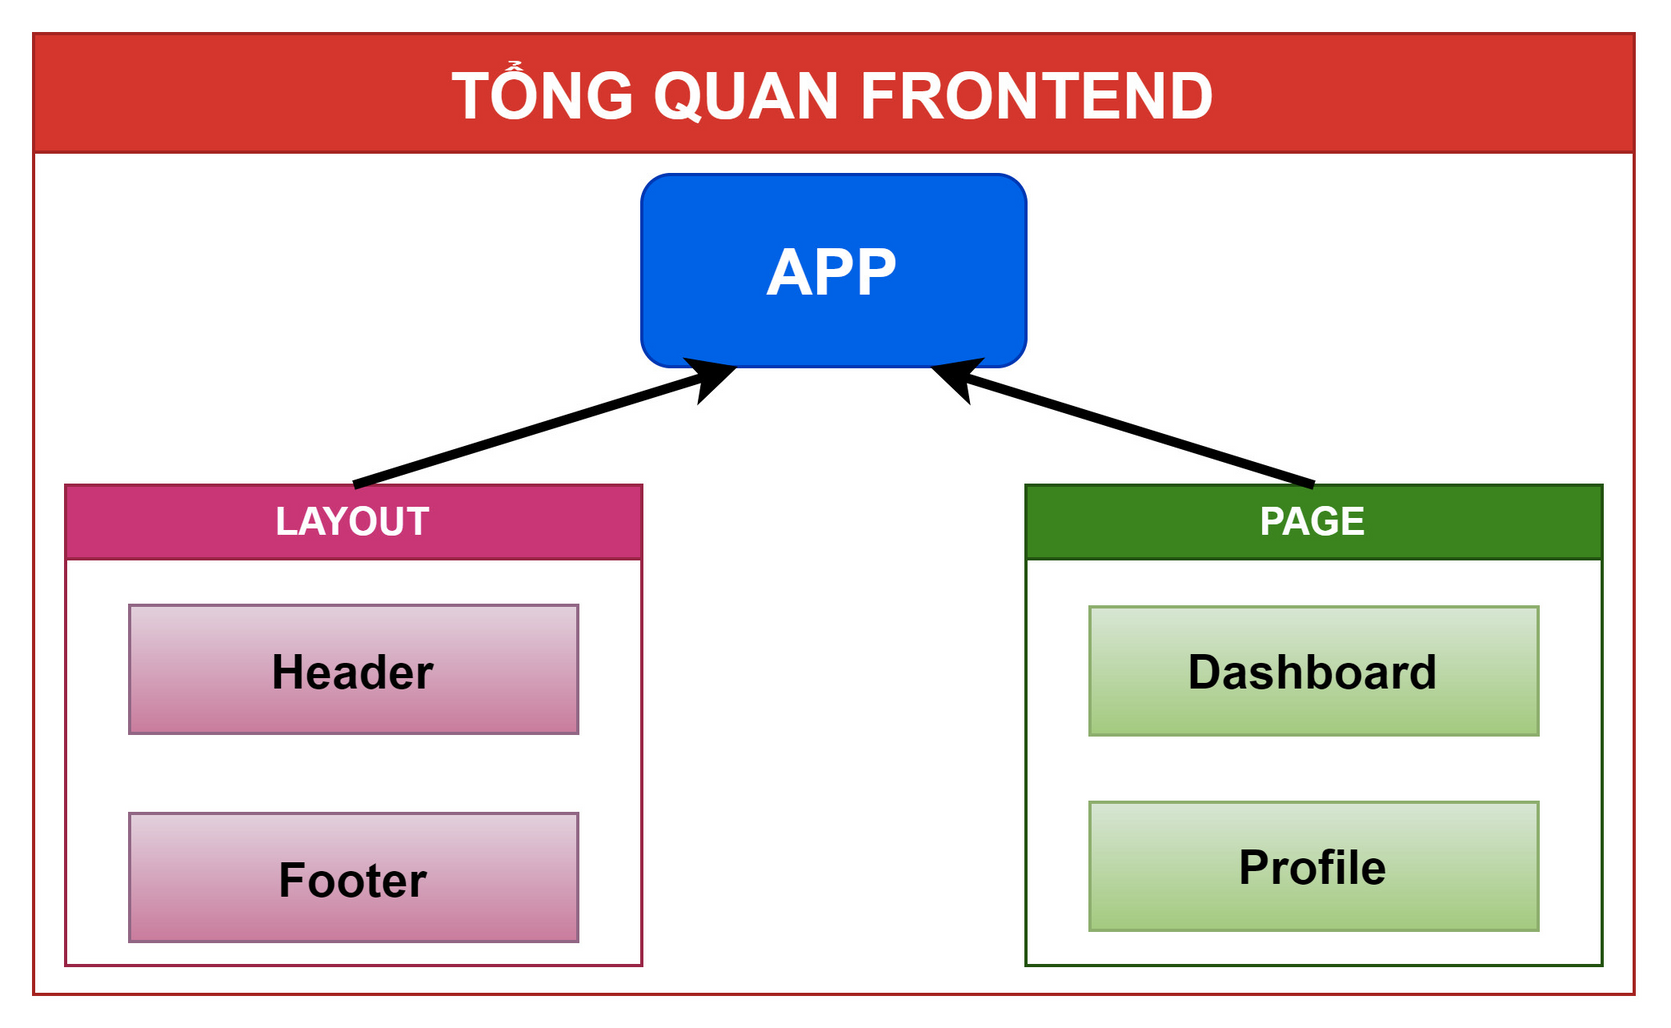 TỔNG QUAN FRONTEND
APP
LAYOUT
Header
Footer
PAGE
Dashboard
Profile